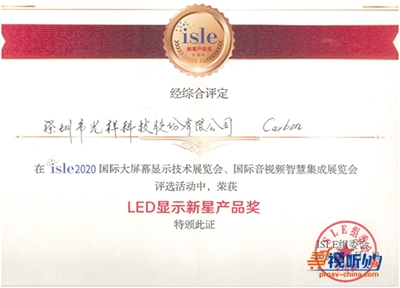 isle
新星产品奖
经综合评定
深圳市光祥科技股份有限公司 Carbon
在isle2020国际大屏幕显示技术展览会、国际音视频智慧集成展览会
评选活动中，荣获
LED显示新星产品奖
特颁此证
ISLE组委会
视听购
proav-china.com